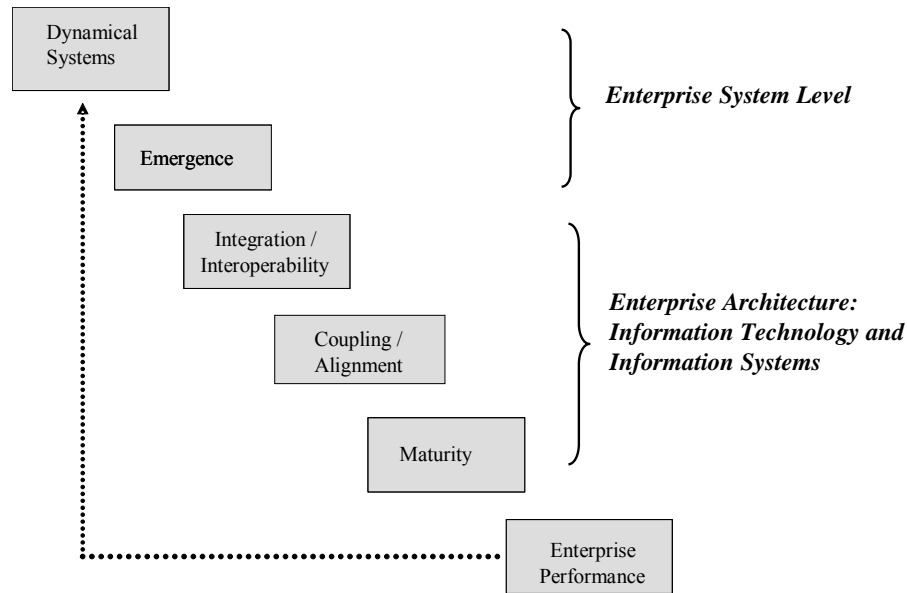 Dynamical
Systems
Enterprise System Level
Emergence
Integration /
Interoperability
Enterprise Architecture:
Information Technology and
Information Systems
Coupling /
Alignment
Maturity
Enterprise
Performance